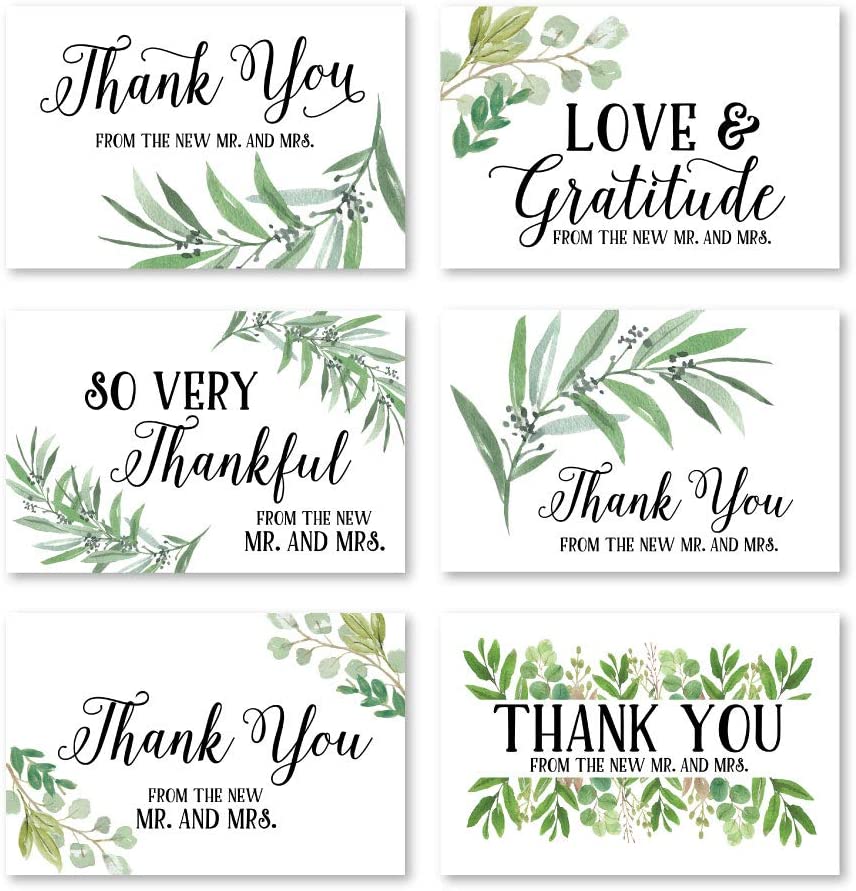 Thank You
FROM THE NEW MR. AND MRS.
LOVE &
Gratitude
FROM THE NEW MR. AND MRS.
SO VERY
Thankful
FROM THE NEW
MR. AND MRS.
Thank You
FROM THE NEW MR. AND MRS.
Thank You
FROM THE NEW
MR. AND MRS.
THANK YOU
FROM THE NEW MR. AND MRS.